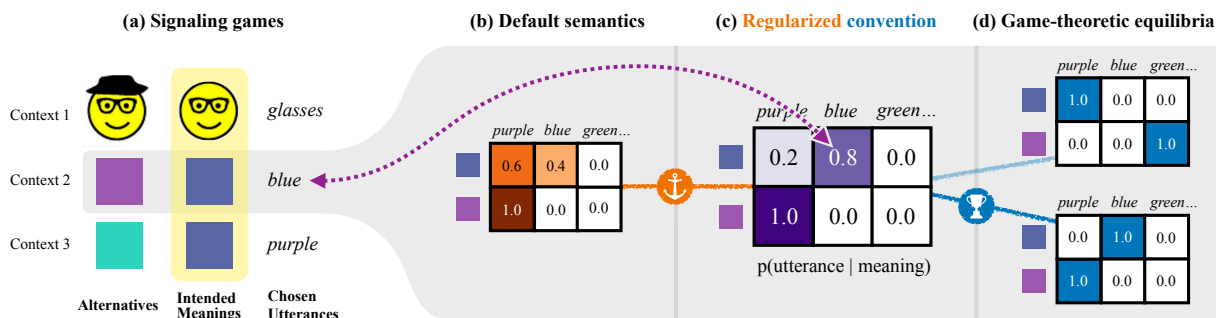 (a) Signaling games
(b) Default semantics
(c) Regularized convention
(d) Game-theoretic equilibria
Context 1
glasses
Context 2
blue
Context 3
purple
Alternatives
Intended
Meanings
Chosen
Utterances
purple blue green...
0.6 0.4 0.0
1.0 0.0 0.0
purple blue green...
0.2 0.8 0.0
1.0 0.0 0.0
p(utterance | meaning)
purple blue green...
1.0 0.0 0.0
0.0 0.0 1.0
purple blue green...
0.0 1.0 0.0
1.0 0.0 0.0